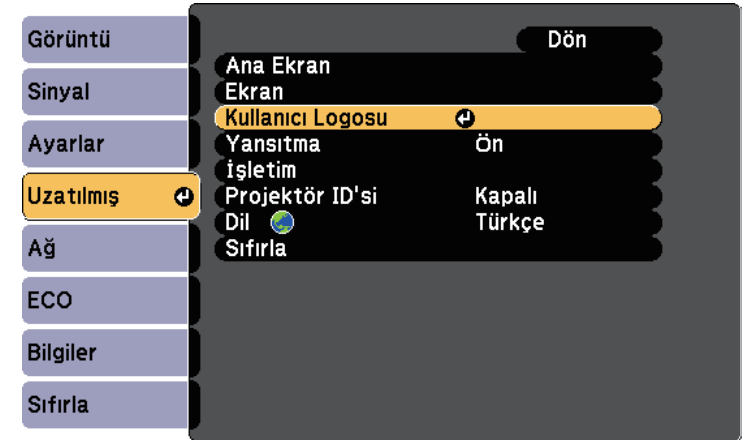 Görüntü
Sinyal
Ayarlar
Uzatılmış
Ağ
ECO
Bilgiler
Sıfırla
Dön
Ana Ekran
Ekran
Kullanıcı Logosu
Yansıtma Ön
İşletim
Projektör ID'si Kapalı
Dil Türkçe
Sıfırla